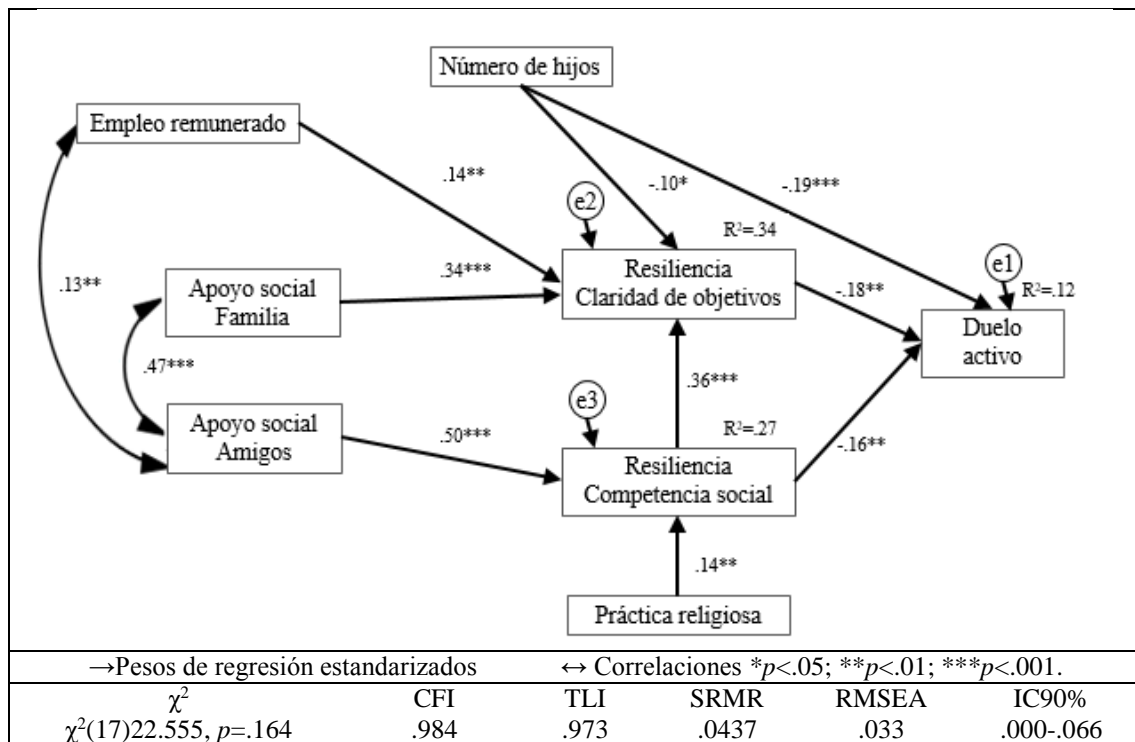 Número de hijos
Empleo remunerado
.14**
-.10*
-.19***
e2
R²=.34
e1
.13**
Apoyo social
Familia
.34***
Resiliencia
Claridad de objetivos
-.18**
R²=.12
Duelo
activo
.47***
.36***
e3
Apoyo social
Amigos
.50***
R²=.27
-.16**
Resiliencia
Competencia social
.14**
Práctica religiosa
→Pesos de regresión estandarizados ↔ Correlaciones *p<.05; **p<.01; ***p<.001.
χ² CFI TLI SRMR RMSEA IC90%
χ²(17)22.555, p=.164 .984 .973 .0437 .033 .000-.066